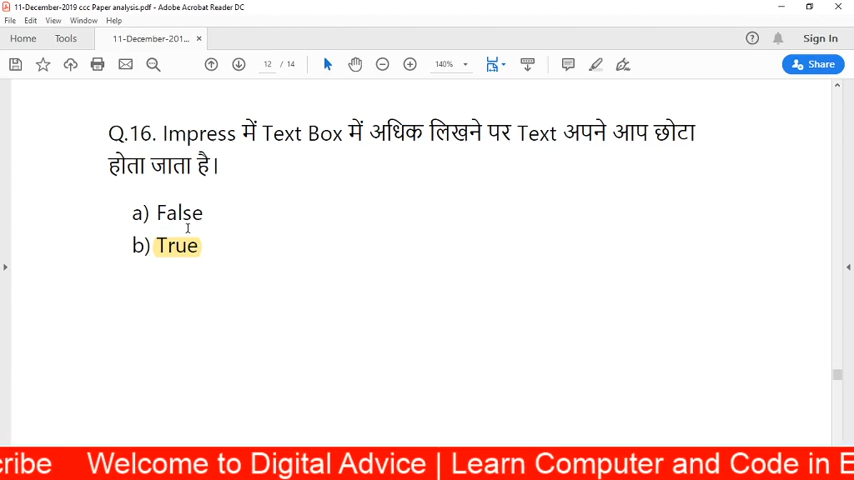 11-December-2019 ccc Paper analysis.pdf - Adobe Acrobat Reader DC
File Edit View Window Help
Home Tools 11-December-201... × Sign In
12 / 14 140% Share
Q.16. Impress में Text Box में अधिक लिखने पर Text अपने आप छोटा
होता जाता है।
a) False
b) True
cribe Welcome to Digital Advice | Learn Computer and Code in E